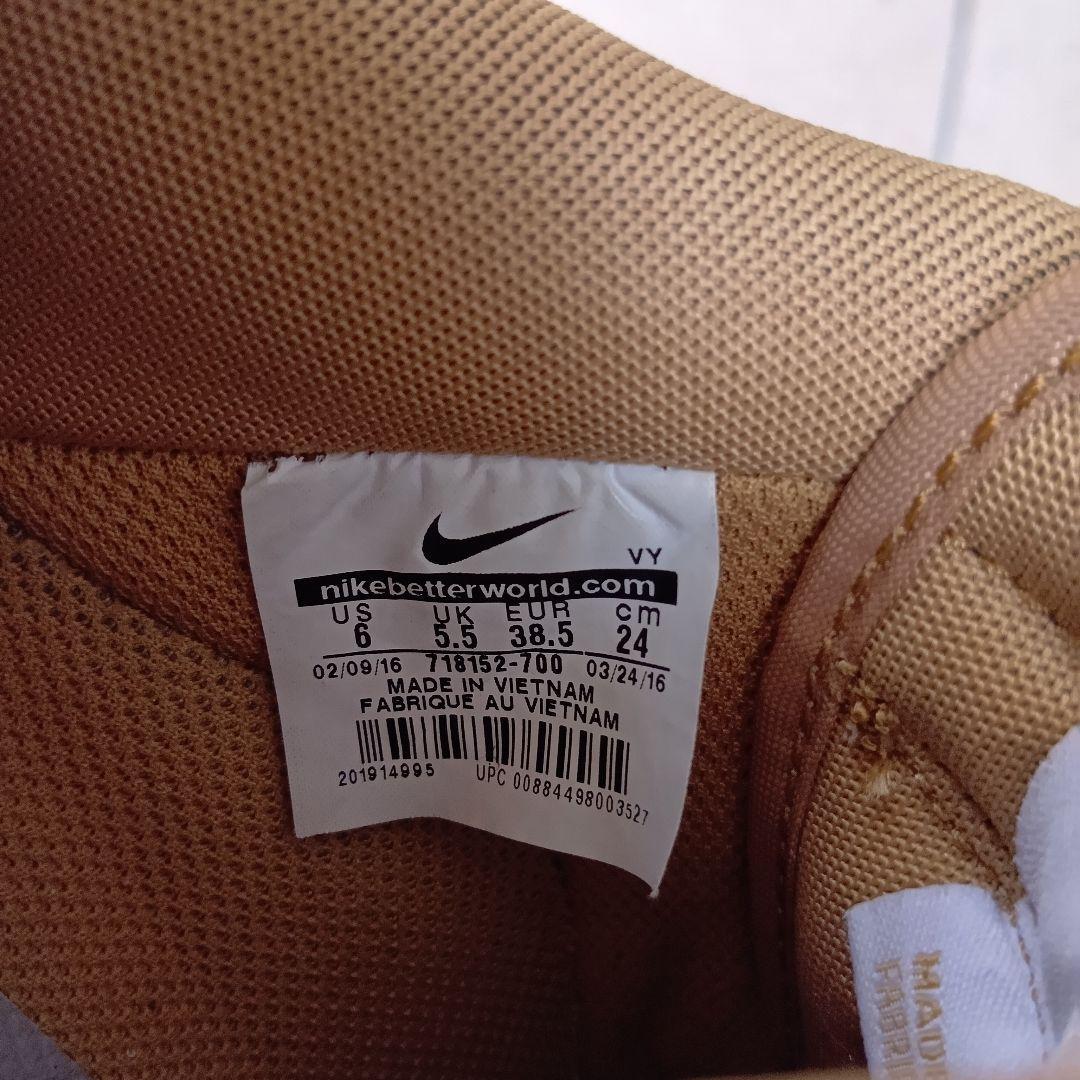 VY
nikebetterworld.com
US UK EUR cm
6 5.5 38.5 24
02/09/16 718152-700 03/24/16
MADE IN VIETNAM
FABRIQUE AU VIETNAM
201914995 UPC 00884498003527